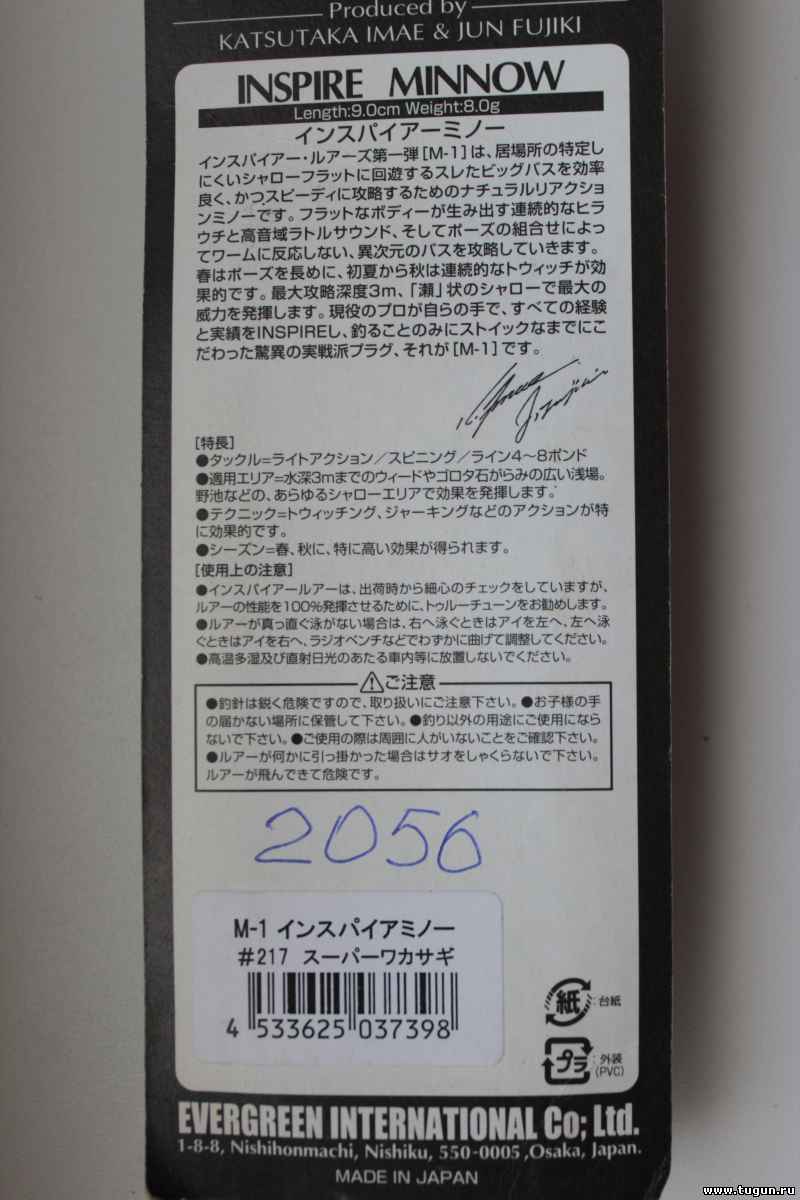 Produced by
KATSUTAKA IMAE & JUN FUJIKI
INSPIRE MINNOW
Length:9.0cm Weight:8.0g
インスパイアーミノー
インスパイアー・ルアーズ第一弾[M-1]は、居場所の特定し
にくいシャローフラットに回遊するスレたビッグバスを効率
良く、かつスピーディに攻略するためのナチュラルリアクショ
ンミノーです。フラットなボディーが生み出す連続的なヒラ
ウチと高音域ラトルサウンド、そしてポーズの組合せによっ
てワームに反応しない、異次元のバスを攻略していきます。
春はポーズを長めに、初夏から秋は連続的なトウィッチが効
果的です。最大攻略深度3m、「瀬」状のシャローで最大の
威力を発揮します。現役のプロが自らの手で、すべての経験
と実績をINSPIREし、釣ることのみにストイックなまでにこ
だわった驚異の実戦派プラグ、それが[M-1]です。
[特長]
●タックル=ライトアクション/スピニング/ライン4〜8ポンド
●適用エリア=水深3mまでのウィードやゴロタ石がらみの広い浅場。
野池などの、あらゆるシャローエリアで効果を発揮します。
●テクニック=トウィッチング、ジャーキングなどのアクションが特
に効果的です。
●シーズン=春、秋に、特に高い効果が得られます。
[使用上の注意]
●インスパイアールアーは、出荷時から細心のチェックをしていますが、
ルアーの性能を100%発揮させるために、トゥルーチューンをお勧めします。
●ルアーが真っ直ぐ泳がない場合は、右へ泳ぐときはアイを左へ、左へ泳
ぐときはアイを右へ、ラジオペンチなどでわずかに曲げて調整してください。
●高温多湿及び直射日光のあたる車内等に放置しないでください。
⚠ご注意
●釣針は鋭く危険ですので、取り扱いにご注意下さい。●お子様の手
の届かない場所に保管して下さい。●釣り以外の用途にご使用になら
ないで下さい。●ご使用の際は周囲に人がいないことをご確認下さい。
●ルアーが何かに引っ掛かった場合はサオをしゃくらないで下さい。
ルアーが飛んできて危険です。
2056
M-1 インスパイアミノー
#217 スーパーワカサギ
4 533625 037398
紙 :台紙
プラ :外装
(PVC)
EVERGREEN INTERNATIONAL Co; Ltd.
1-8-8, Nishihonmachi, Nishiku, 550-0005 ,Osaka, Japan.
MADE IN JAPAN
www.tugun.ru